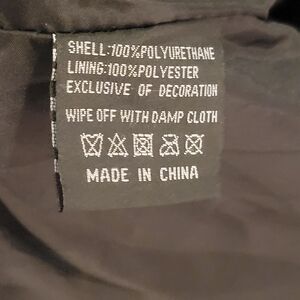 SHELL:100%POLYURETHANE
LINING:100%POLYESTER
EXCLUSIVE OF DECORATION
WIPE OFF WITH DAMP CLOTH
MADE IN CHINA